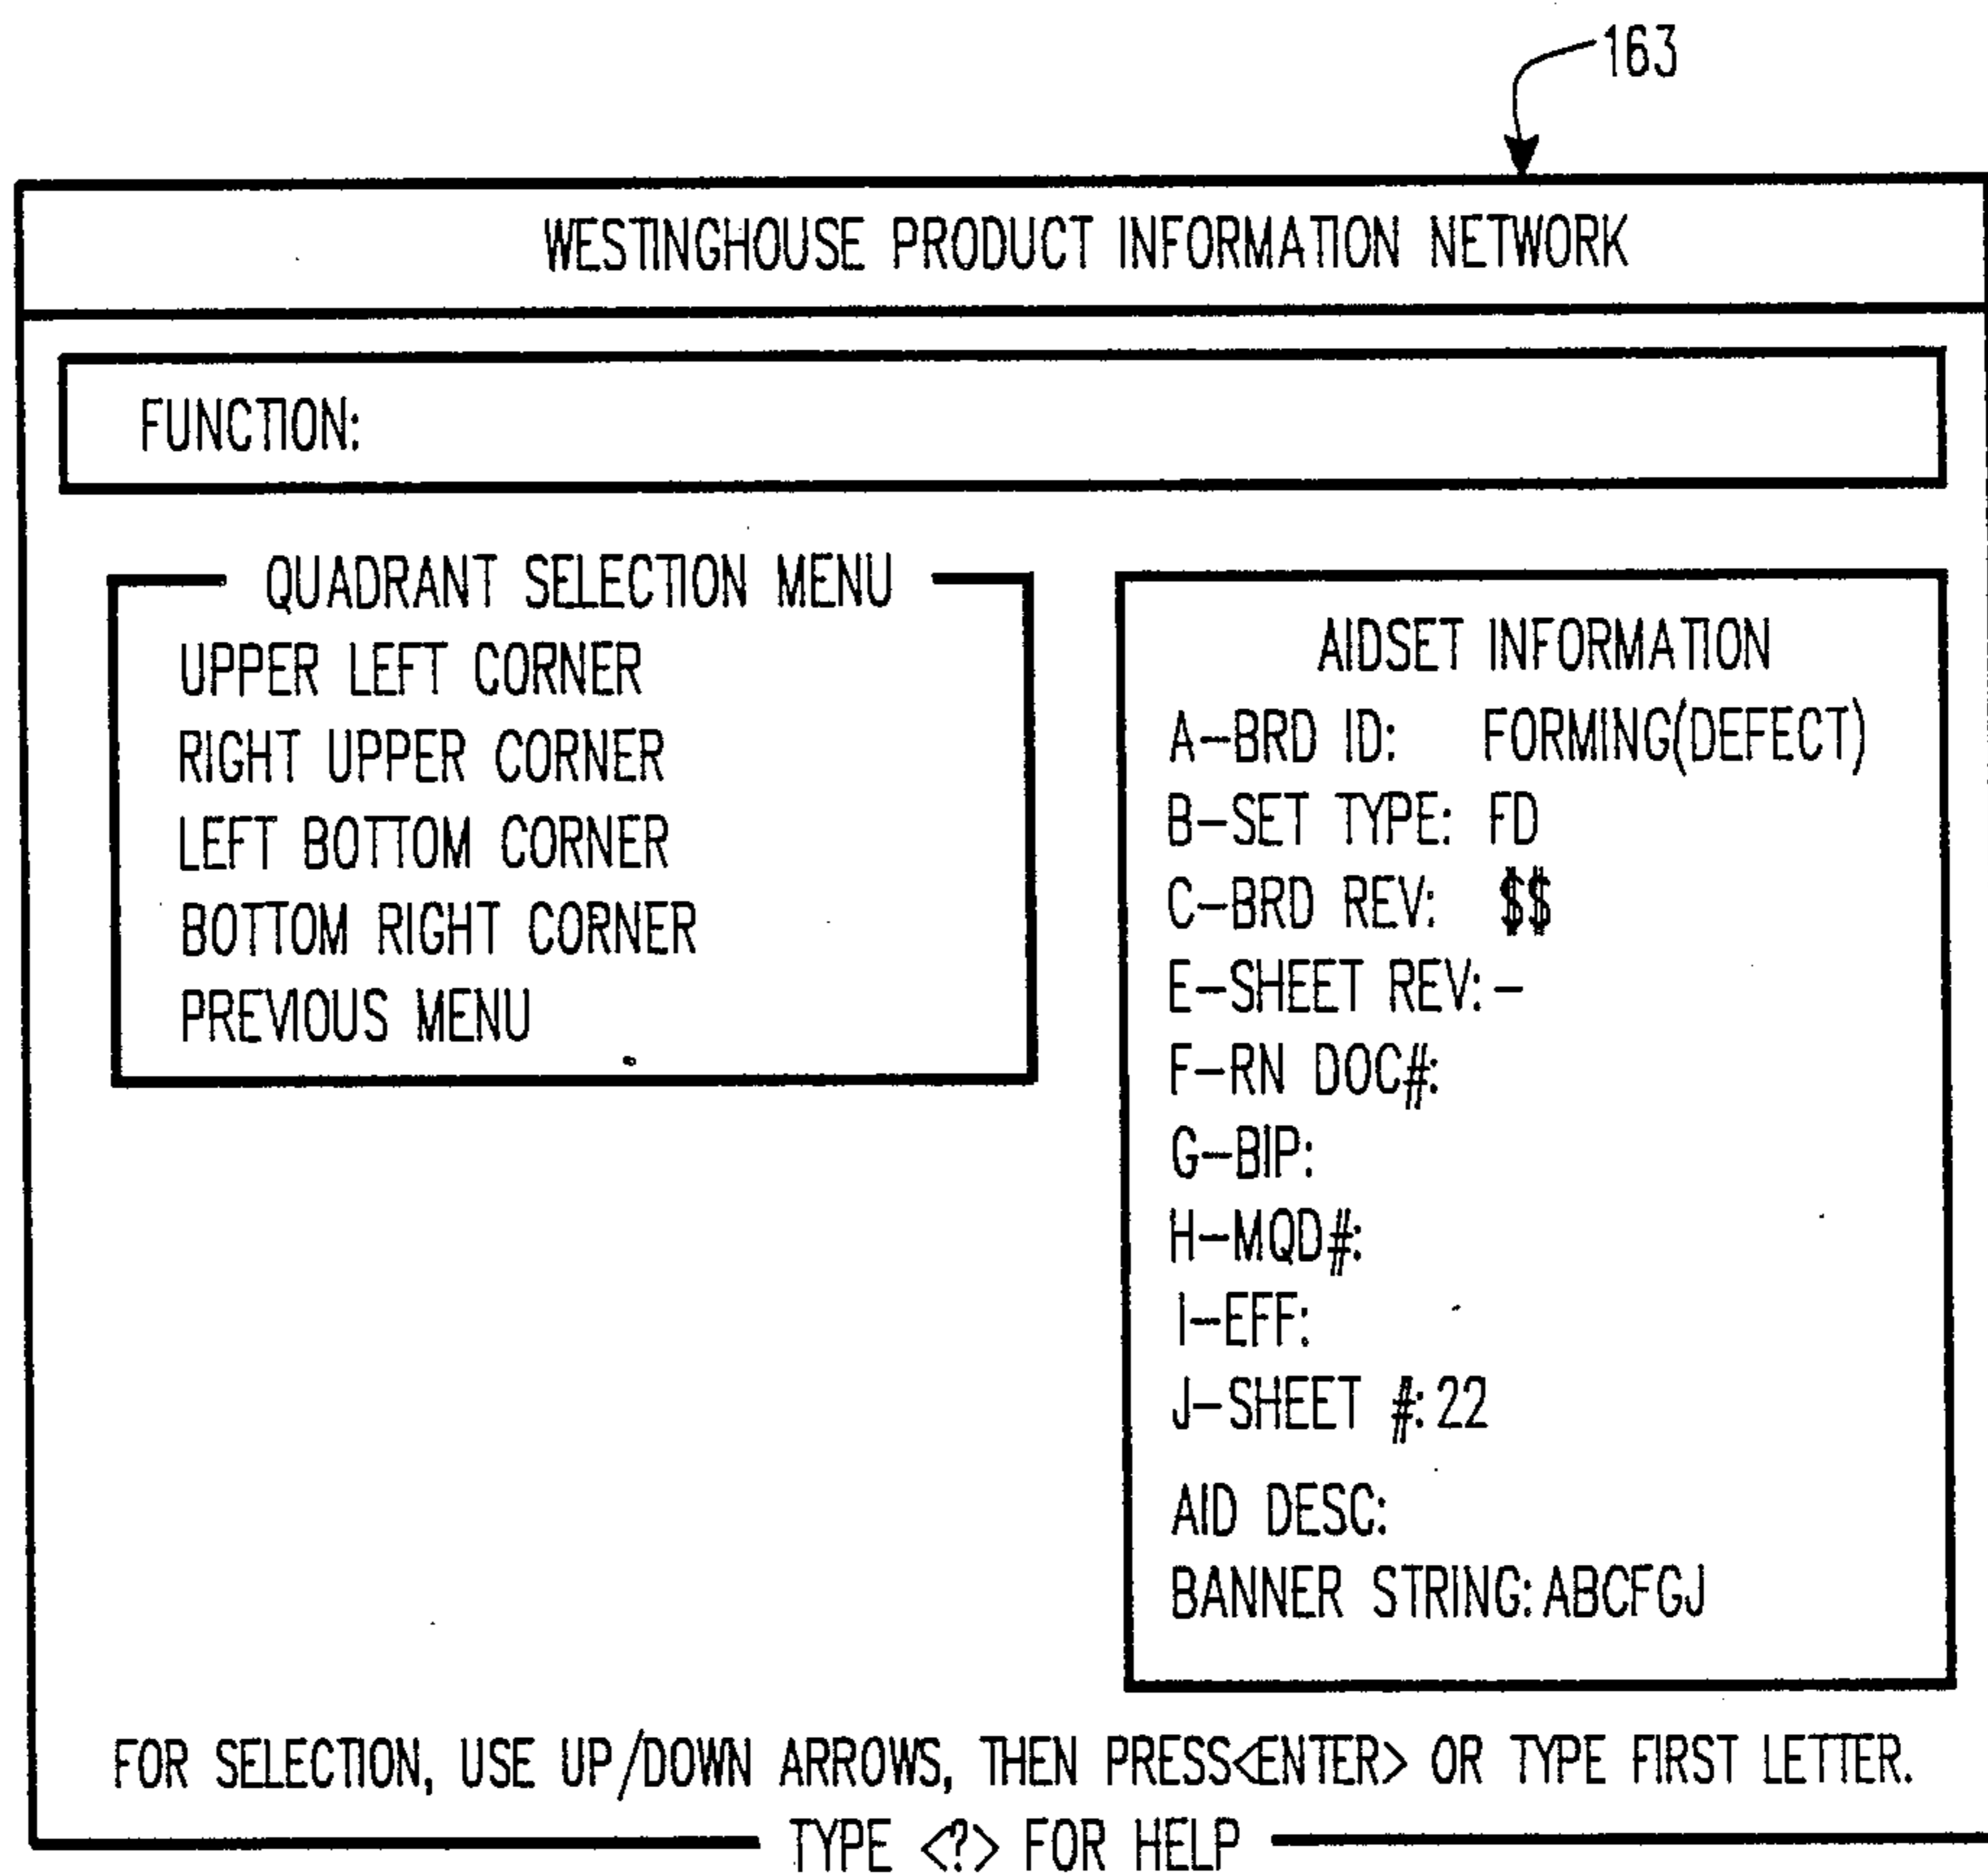 163
WESTINGHOUSE PRODUCT INFORMATION NETWORK
FUNCTION:
QUADRANT SELECTION MENU
UPPER LEFT CORNER
RIGHT UPPER CORNER
LEFT BOTTOM CORNER
BOTTOM RIGHT CORNER
PREVIOUS MENU
AIDSET INFORMATION
A-BRD ID: FORMING(DEFECT)
B-SET TYPE: FD
C-BRD REV: $$
E-SHEET REV: -
F-RN DOC#:
G-BIP:
H-MQD#:
I-EFF:
J-SHEET #: 22
AID DESC:
BANNER STRING: ABCFGJ
FOR SELECTION, USE UP/DOWN ARROWS, THEN PRESS<ENTER> OR TYPE FIRST LETTER.
TYPE <?> FOR HELP